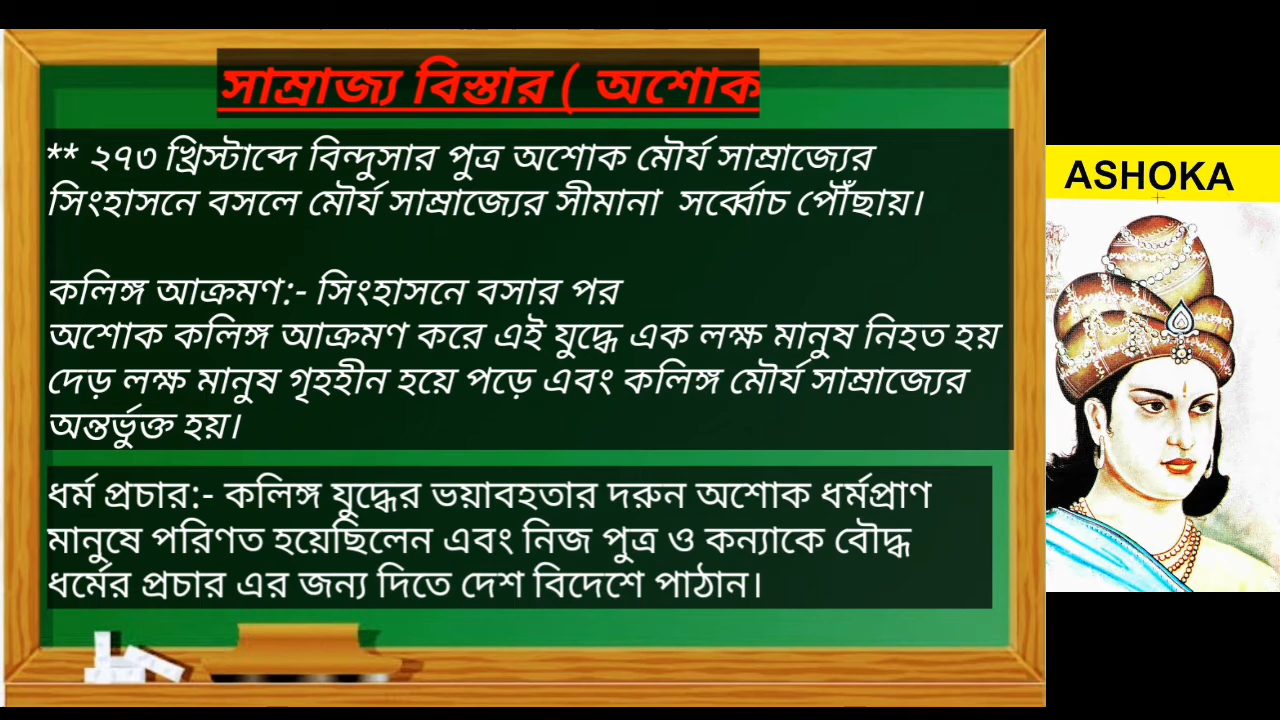 সাম্রাজ্য বিস্তার ( অশোক
** ২৭৩ খ্রিস্টাব্দে বিন্দুসার পুত্র অশোক মৌর্য সাম্রাজ্যের
সিংহাসনে বসলে মৌর্য সাম্রাজ্যের সীমানা সর্ব্বোচ পৌঁছায়।
কলিঙ্গ আক্রমণ:- সিংহাসনে বসার পর
অশোক কলিঙ্গ আক্রমণ করে এই যুদ্ধে এক লক্ষ মানুষ নিহত হয়
দেড় লক্ষ মানুষ গৃহহীন হয়ে পড়ে এবং কলিঙ্গ মৌর্য সাম্রাজ্যের
অন্তর্ভুক্ত হয়।
ধর্ম প্রচার:- কলিঙ্গ যুদ্ধের ভয়াবহতার দরুন অশোক ধর্মপ্রাণ
মানুষে পরিণত হয়েছিলেন এবং নিজ পুত্র ও কন্যাকে বৌদ্ধ
ধর্মের প্রচার এর জন্য দিতে দেশ বিদেশে পাঠান।
ASHOKA